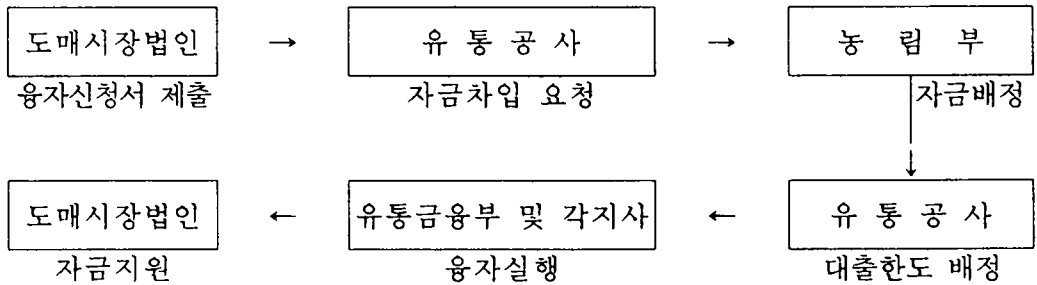 도매시장법인 → 유 통 공 사 → 농 림 부
융자신청서 제출 자금차입 요청 자금배정
↓
도매시장법인 ← 유통금융부 및 각지사 ← 유 통 공 사
자금지원 융자실행 대출한도 배정